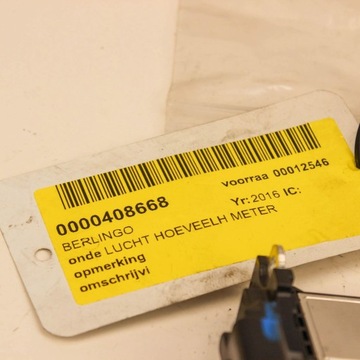 0000408668 voorraa 00012546
BERLINGO Yr: 2016 IC:
onde LUCHT HOEVEELH METER
opmerking
omschrijvi